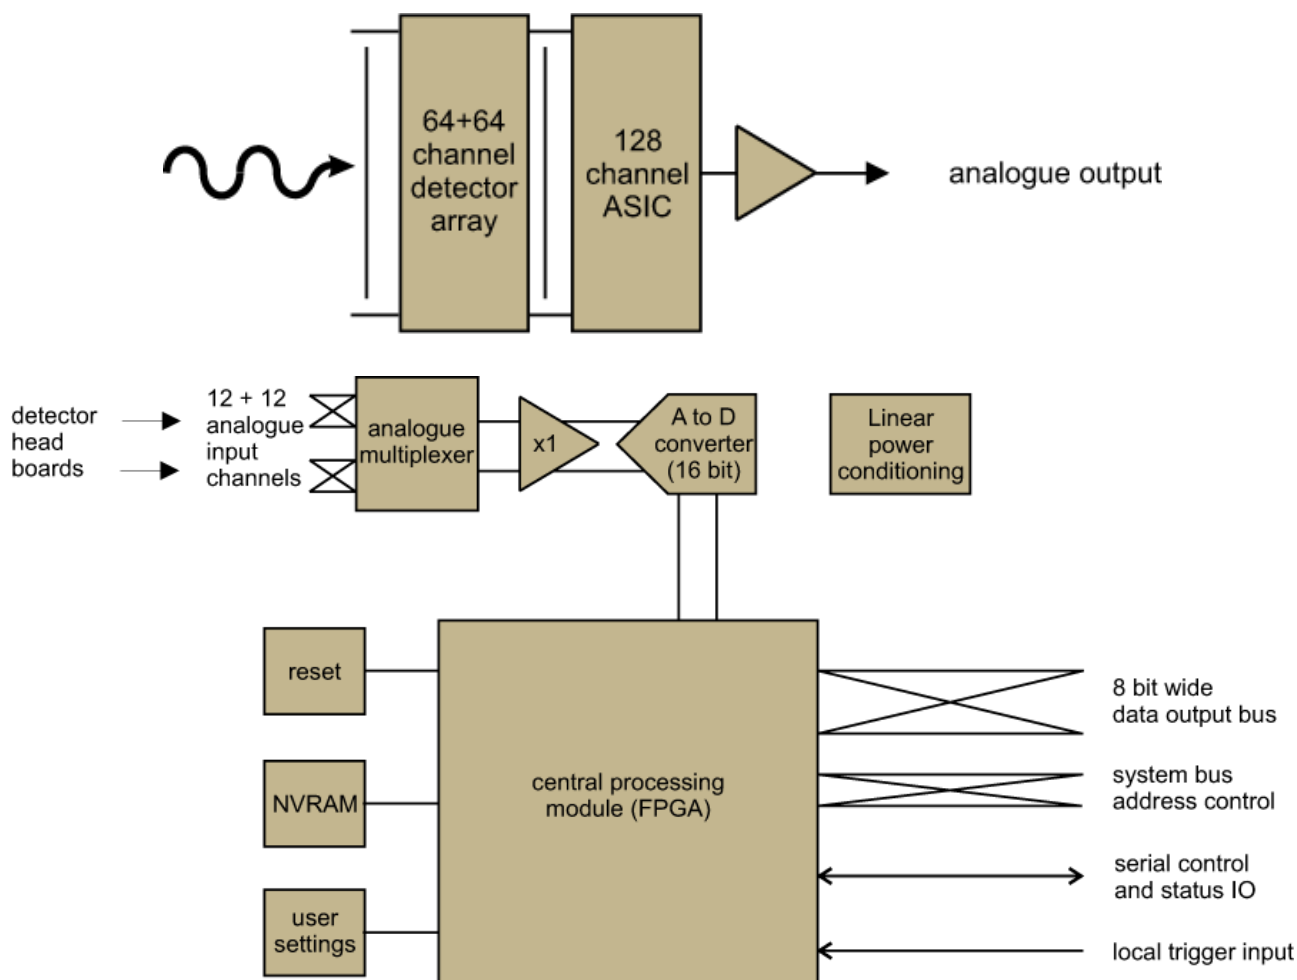 64+64
channel
detector
array
128
channel
ASIC
analogue output
detector
head
boards
12 + 12
analogue
input
channels
analogue
multiplexer
x1
A to D
converter
(16 bit)
Linear
power
conditioning
reset
NVRAM
user
settings
central processing
module (FPGA)
8 bit wide
data output bus
system bus
address control
serial control
and status IO
local trigger input